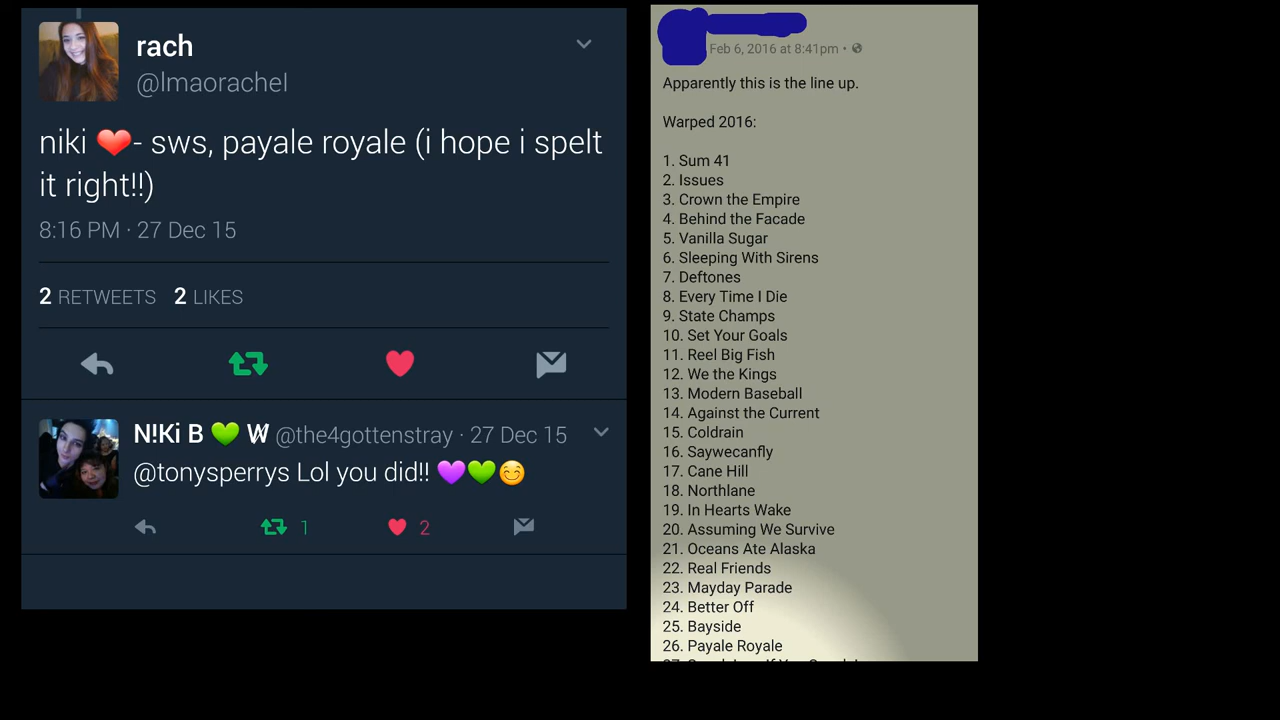 rach
@lmaorachel
niki ❤️- sws, payale royale (i hope i spelt
it right!!)
8:16 PM · 27 Dec 15
2 RETWEETS 2 LIKES
N!Ki B 💚 W @the4gottenstray · 27 Dec 15
@tonysperrys Lol you did!! 💜💚😊
1 2
Feb 6, 2016 at 8:41pm •
Apparently this is the line up.
Warped 2016:
1. Sum 41
2. Issues
3. Crown the Empire
4. Behind the Facade
5. Vanilla Sugar
6. Sleeping With Sirens
7. Deftones
8. Every Time I Die
9. State Champs
10. Set Your Goals
11. Reel Big Fish
12. We the Kings
13. Modern Baseball
14. Against the Current
15. Coldrain
16. Saywecanfly
17. Cane Hill
18. Northlane
19. In Hearts Wake
20. Assuming We Survive
21. Oceans Ate Alaska
22. Real Friends
23. Mayday Parade
24. Better Off
25. Bayside
26. Payale Royale